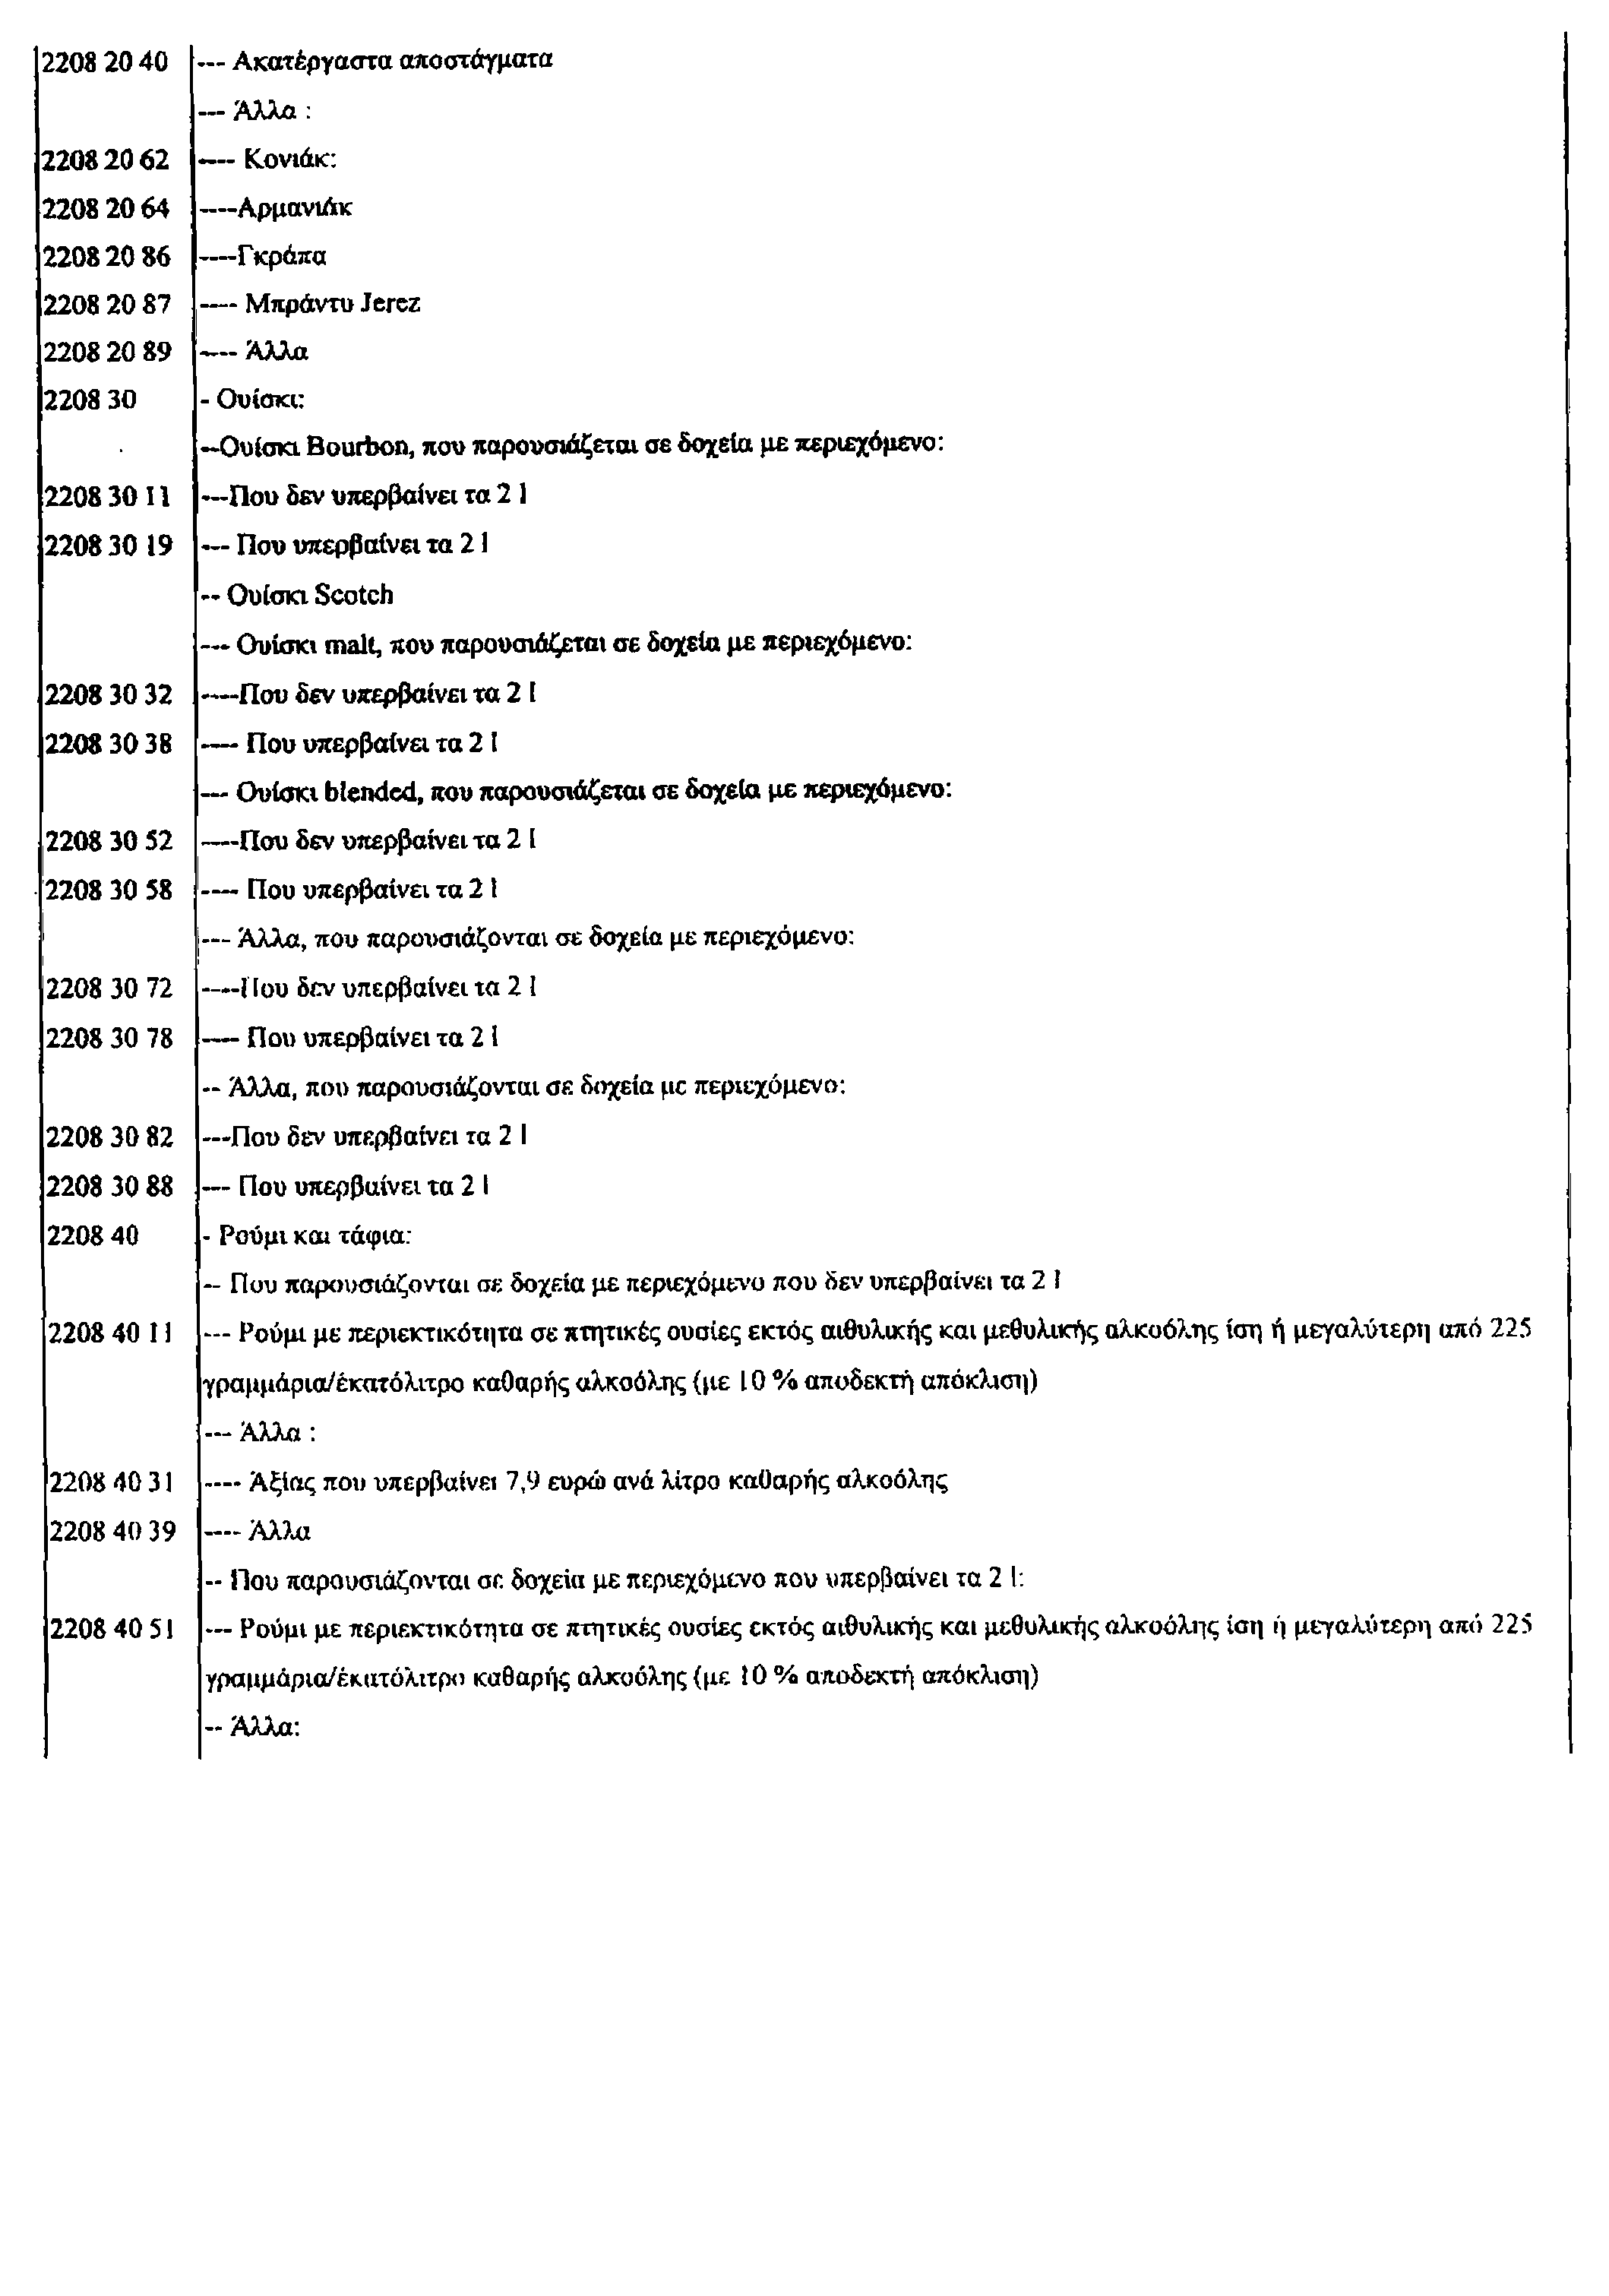 2208 20 40 --- Ακατέργαστα αποστάγματα
--- Άλλα :
2208 20 62 ---- Κονιάκ:
2208 20 64 ----Αρμανιάκ
2208 20 86 ----Γκράπα
2208 20 87 ---- Μπράντυ Jerez
2208 20 89 ---- Άλλα
2208 30 - Ουίσκι:
--Ουίσκι Bourbon, που παρουσιάζεται σε δοχεία με περιεχόμενο:
2208 30 11 ---Που δεν υπερβαίνει τα 2 l
2208 30 19 --- Που υπερβαίνει τα 2 l
-- Ουίσκι Scotch
--- Ουίσκι malt, που παρουσιάζεται σε δοχεία με περιεχόμενο:
2208 30 32 ----Που δεν υπερβαίνει τα 2 l
2208 30 38 ---- Που υπερβαίνει τα 2 l
--- Ουίσκι blended, που παρουσιάζεται σε δοχεία με περιεχόμενο:
2208 30 52 ----Που δεν υπερβαίνει τα 2 l
2208 30 58 ---- Που υπερβαίνει τα 2 l
--- Άλλα, που παρουσιάζονται σε δοχεία με περιεχόμενο:
2208 30 72 ----Που δεν υπερβαίνει τα 2 l
2208 30 78 ---- Που υπερβαίνει τα 2 l
-- Άλλα, που παρουσιάζονται σε δοχεία με περιεχόμενο:
2208 30 82 ---Που δεν υπερβαίνει τα 2 l
2208 30 88 --- Που υπερβαίνει τα 2 l
2208 40 - Ρούμι και τάφια:
-- Που παρουσιάζονται σε δοχεία με περιεχόμενο που δεν υπερβαίνει τα 2 l
2208 40 11 --- Ρούμι με περιεκτικότητα σε πτητικές ουσίες εκτός αιθυλικής και μεθυλικής αλκοόλης ίση ή μεγαλύτερη από 225
γραμμάρια/έκατόλιτρο καθαρής αλκοόλης (με 10 % αποδεκτή απόκλιση)
--- Άλλα :
2208 40 31 ---- Άξίας που υπερβαίνει 7,9 ευρώ ανά λίτρο καθαρής αλκοόλης
2208 40 39 ---- Άλλα
-- Που παρουσιάζονται σε δοχεία με περιεχόμενο που υπερβαίνει τα 2 l:
2208 40 51 --- Ρούμι με περιεκτικότητα σε πτητικές ουσίες εκτός αιθυλικής και μεθυλικής αλκοόλης ίση ή μεγαλύτερη από 225
γραμμάρια/έκατόλιτρο καθαρής αλκοόλης (με 10 % αποδεκτή απόκλιση)
-- Άλλα: